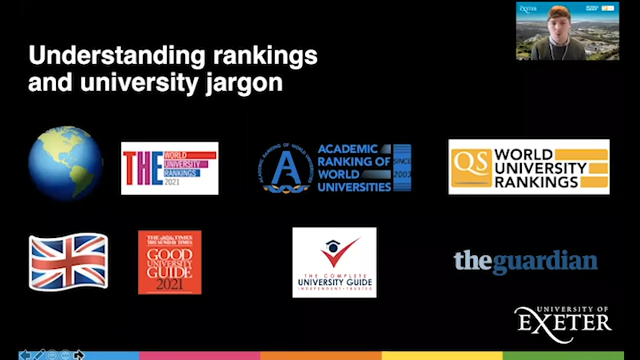 Understanding rankings
and university jargon
EXETER
THE WORLD
UNIVERSITY
RANKINGS
2021
ACADEMIC RANKING OF WORLD UNIVERSITIES
ACADEMIC
RANKING OF
WORLD
UNIVERSITIES
SINCE
2003
QS WORLD
UNIVERSITY
RANKINGS
THE TIMES
THE SUNDAY TIMES
GOOD
UNIVERSITY
GUIDE
2021
THE COMPLETE
UNIVERSITY GUIDE
INDEPENDENT - TRUSTED
theguardian
UNIVERSITY OF
EXETER